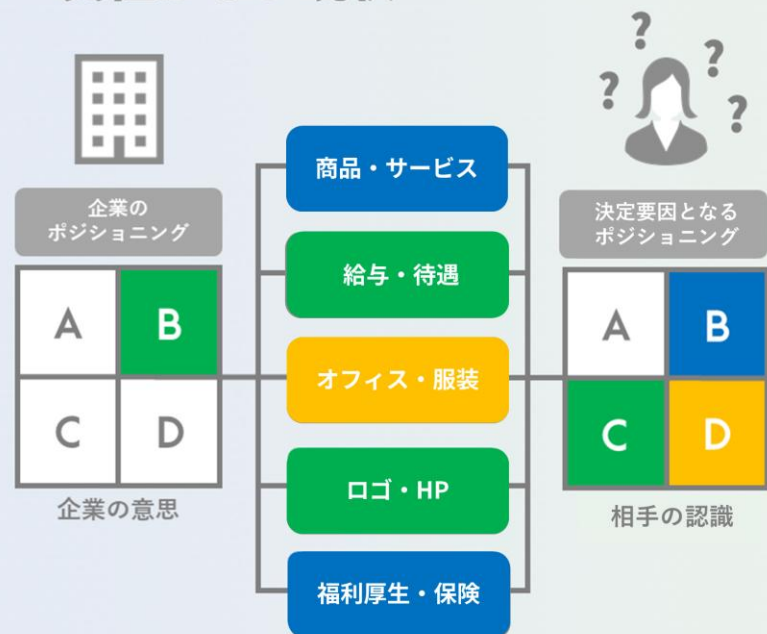 ?
?
?
?
商品・サービス
企業の
ポジショニング
決定要因となる
ポジショニング
給与・待遇
A
B
A
B
オフィス・服装
C
D
C
D
ロゴ・HP
企業の意思
相手の認識
福利厚生・保険